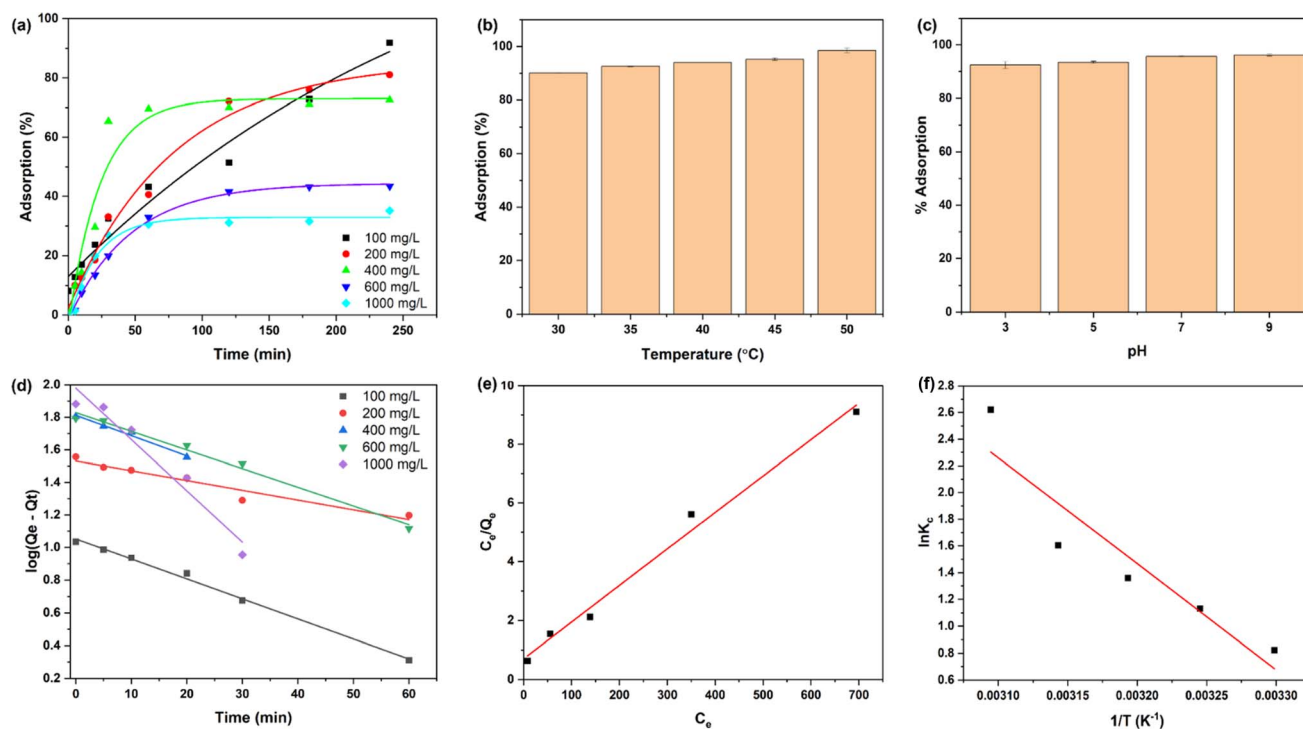 (a)
Adsorption (%)
100
80
60
40
20
0
0 50 100 150 200 250
Time (min)
100 mg/L
200 mg/L
400 mg/L
600 mg/L
1000 mg/L
(b)
Adsorption (%)
100
80
60
40
20
0
30 35 40 45 50
Temperature (°C)
(c)
% Adsorption
100
80
60
40
20
0
3 5 7 9
pH
(d)
log(Qe - Qt)
2.0
1.8
1.6
1.4
1.2
1.0
0.8
0.6
0.4
0.2
0 10 20 30 40 50 60
Time (min)
100 mg/L
200 mg/L
400 mg/L
600 mg/L
1000 mg/L
(e)
Ce/Qe
10
8
6
4
2
0
0 100 200 300 400 500 600 700
Ce
(f)
lnKc
2.8
2.6
2.4
2.2
2.0
1.8
1.6
1.4
1.2
1.0
0.8
0.6
0.4
0.00310 0.00315 0.00320 0.00325 0.00330
1/T (K-1)